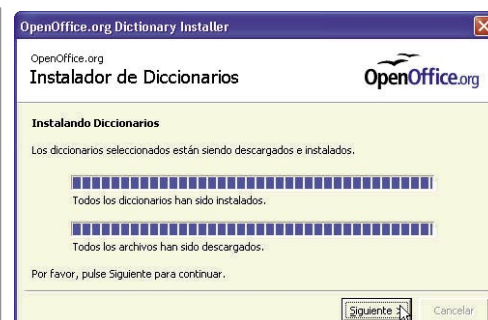 OpenOffice.org Dictionary Installer
OpenOffice.org
Instalador de Diccionarios
OpenOffice.org
Instalando Diccionarios
Los diccionarios seleccionados están siendo descargados e instalados.
Todos los diccionarios han sido instalados.
Todos los archivos han sido descargados.
Por favor, pulse Siguiente para continuar.
Siguiente >
Cancelar